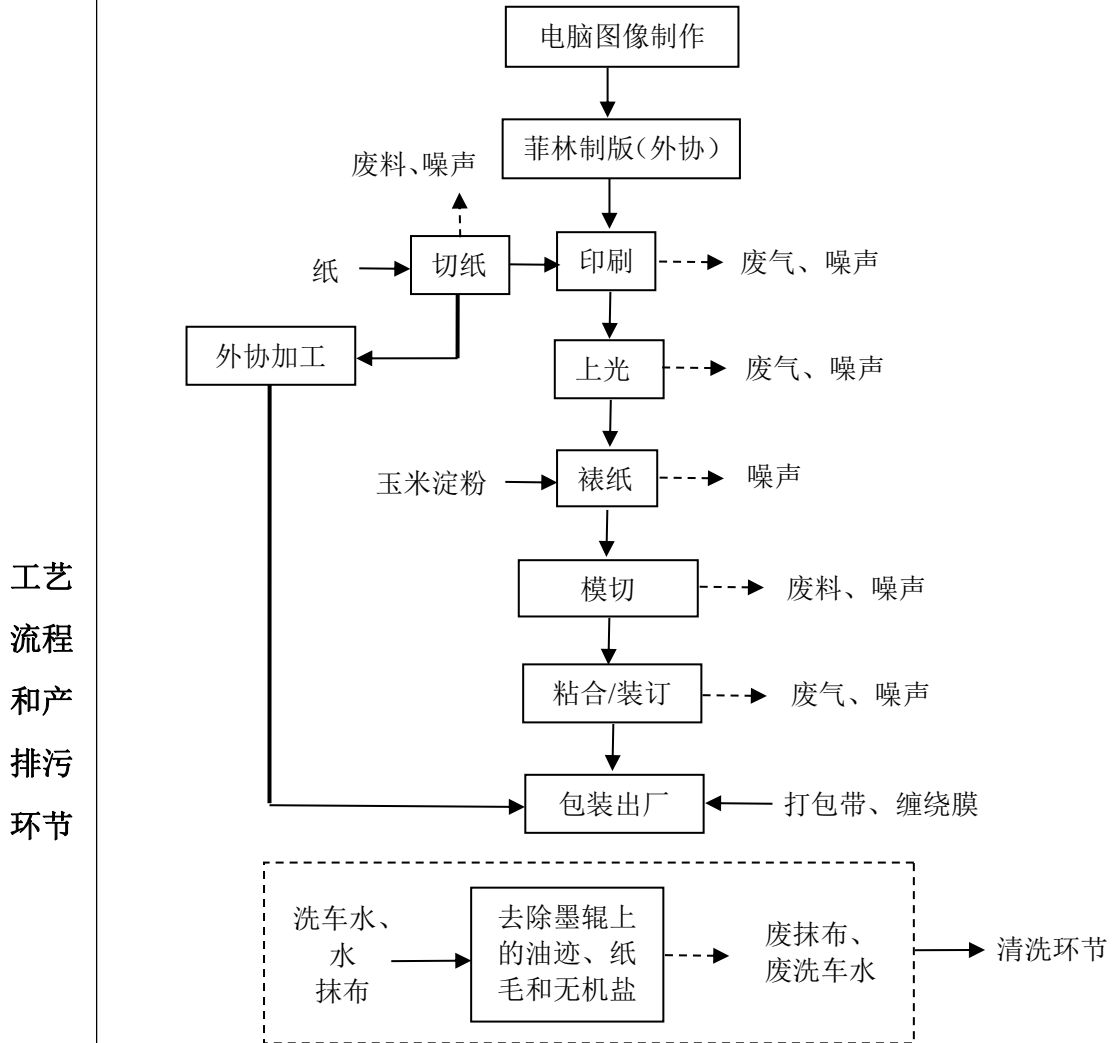 电脑图像制作
菲林制版（外协）
废料、噪声
纸
切纸
印刷
废气、噪声
外协加工
上光
废气、噪声
玉米淀粉
裱纸
噪声
模切
废料、噪声
粘合/装订
废气、噪声
包装出厂
打包带、缠绕膜
工艺
流程
和产
排污
环节
洗车水、
水
抹布
去除墨辊上
的油迹、纸
毛和无机盐
废抹布、
废洗车水
清洗环节